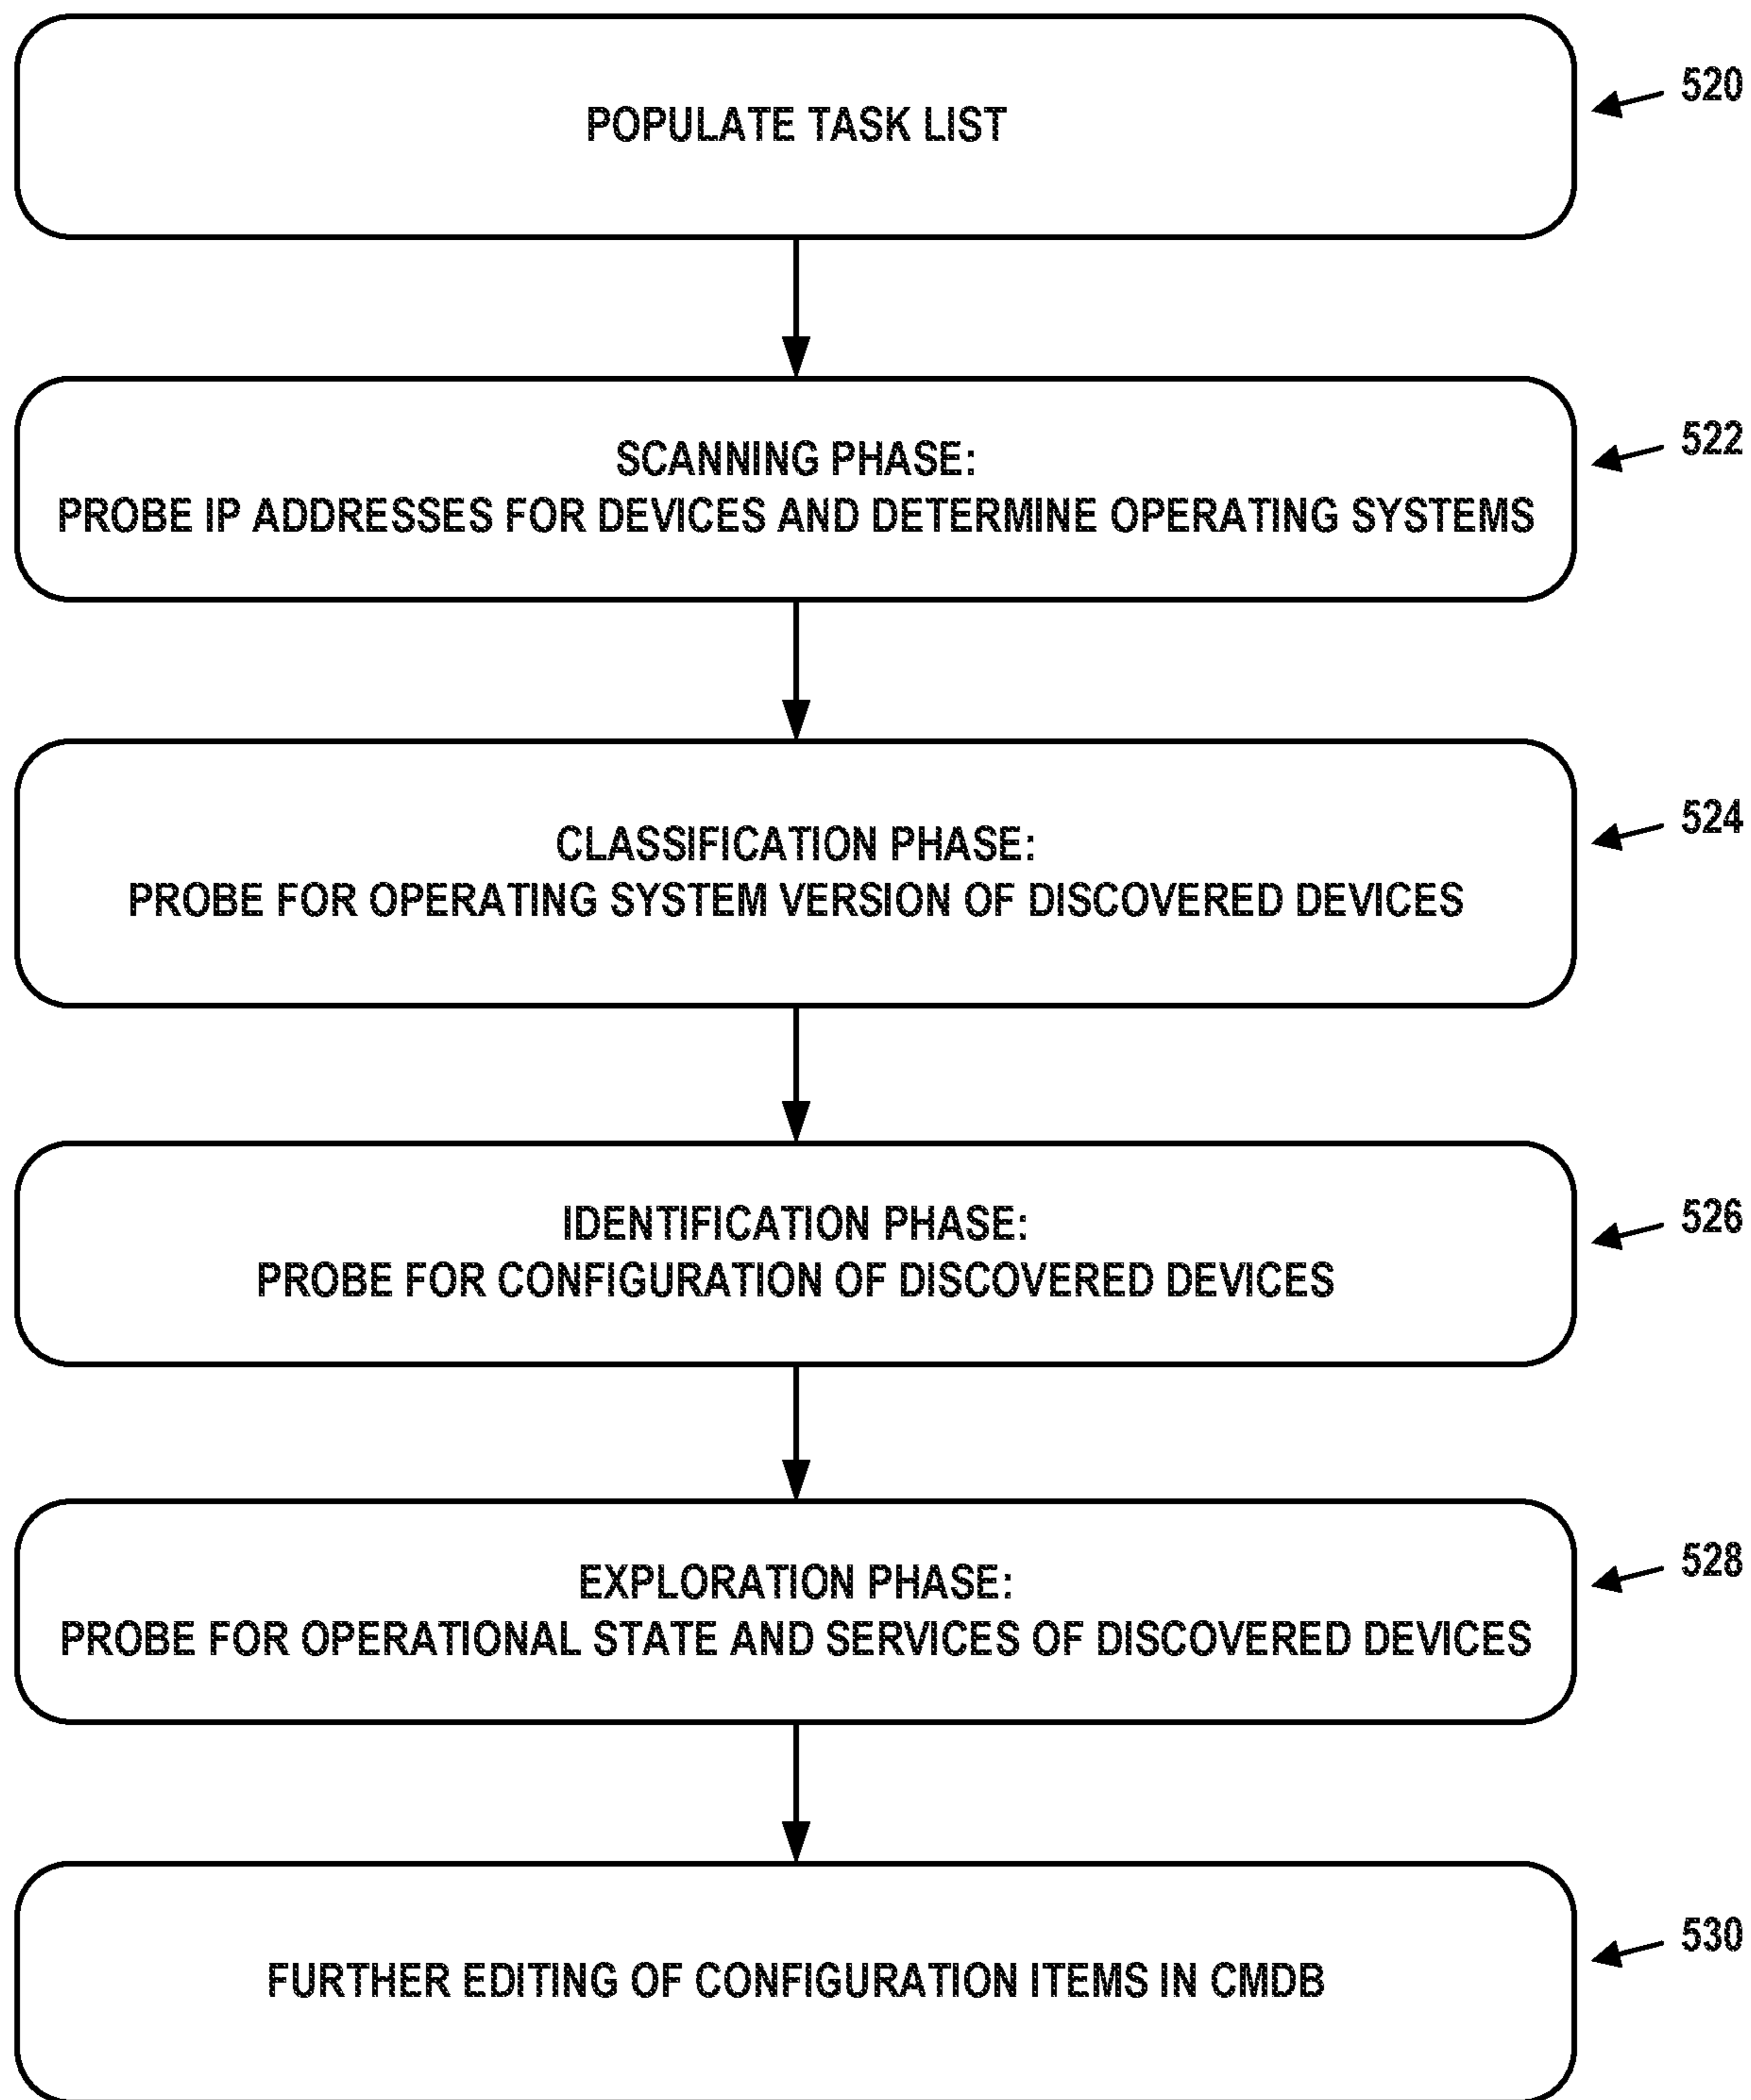 POPULATE TASK LIST
520
SCANNING PHASE:
PROBE IP ADDRESSES FOR DEVICES AND DETERMINE OPERATING SYSTEMS
522
CLASSIFICATION PHASE:
PROBE FOR OPERATING SYSTEM VERSION OF DISCOVERED DEVICES
524
IDENTIFICATION PHASE:
PROBE FOR CONFIGURATION OF DISCOVERED DEVICES
526
EXPLORATION PHASE:
PROBE FOR OPERATIONAL STATE AND SERVICES OF DISCOVERED DEVICES
528
FURTHER EDITING OF CONFIGURATION ITEMS IN CMDB
530